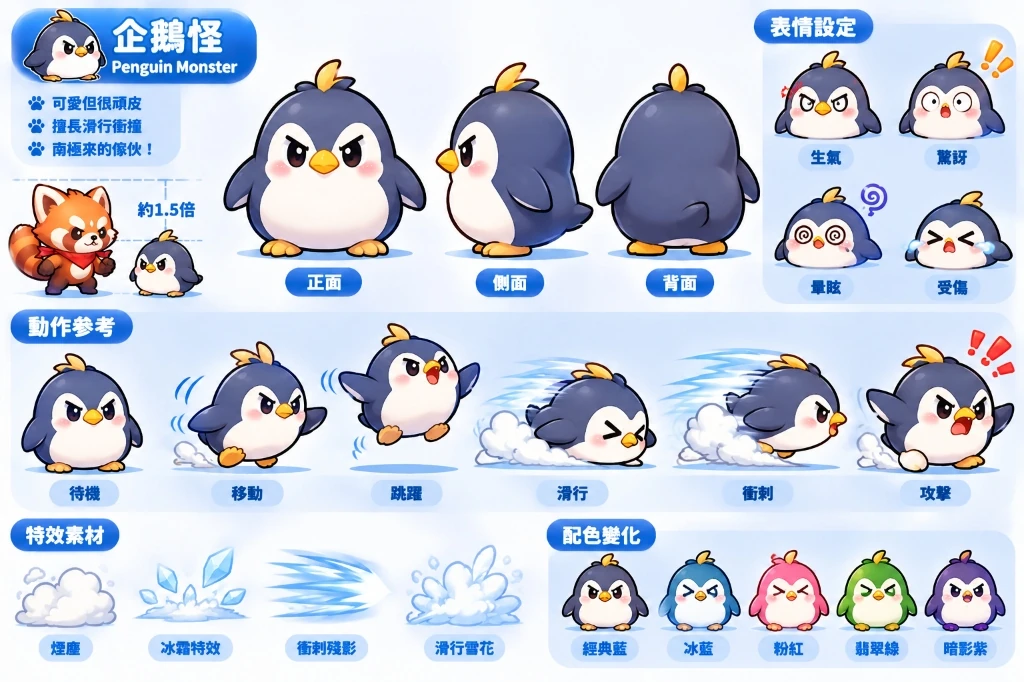 企鵝怪
Penguin Monster
可愛但很頑皮
擅長滑行衝撞
南極來的傢伙！
約1.5倍
正面
側面
背面
表情設定
生氣
驚訝
暈眩
受傷
動作參考
待機
移動
跳躍
滑行
衝刺
攻擊
特效素材
煙塵
冰霜特效
衝刺殘影
滑行雪花
配色變化
經典藍
冰藍
粉紅
翡翠綠
暗影紫